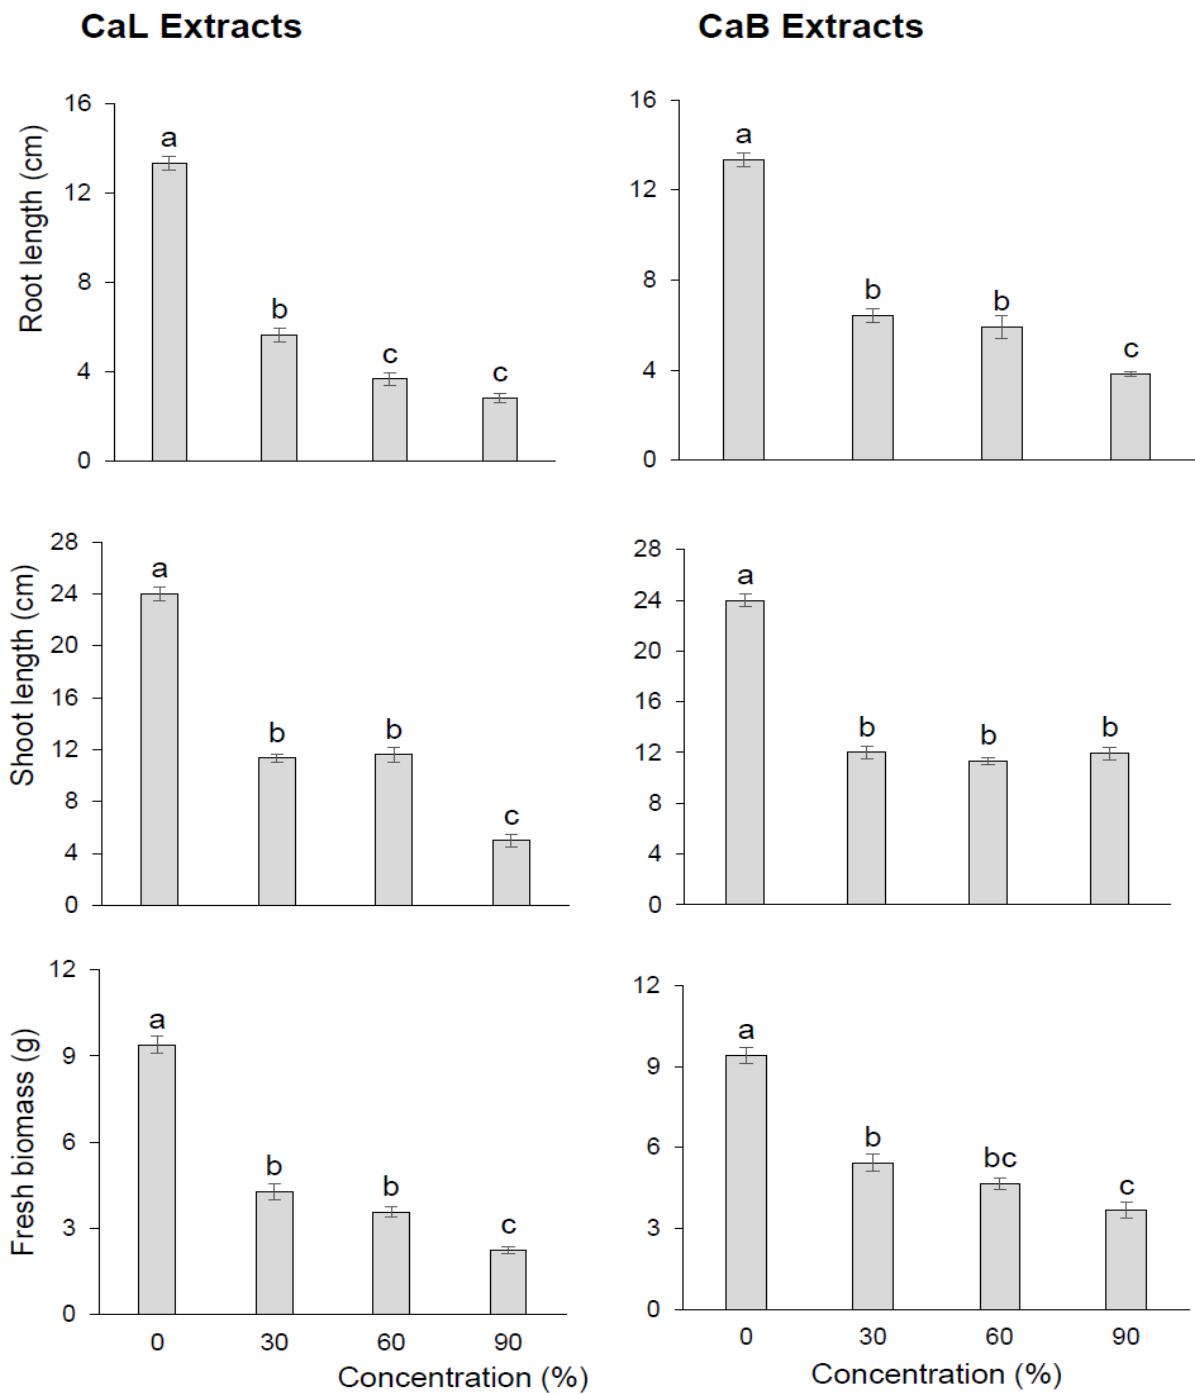 CaL Extracts
CaB Extracts
Root length (cm)
16
12
8
4
0
a
b
c
c
16
12
8
4
0
a
b
b
c
Shoot length (cm)
28
24
20
16
12
8
4
0
a
b
b
c
28
24
20
16
12
8
4
0
a
b
b
b
Fresh biomass (g)
12
9
6
3
0
a
b
b
c
0
30
60
90
Concentration (%)
12
9
6
3
0
a
b
bc
c
0
30
60
90
Concentration (%)